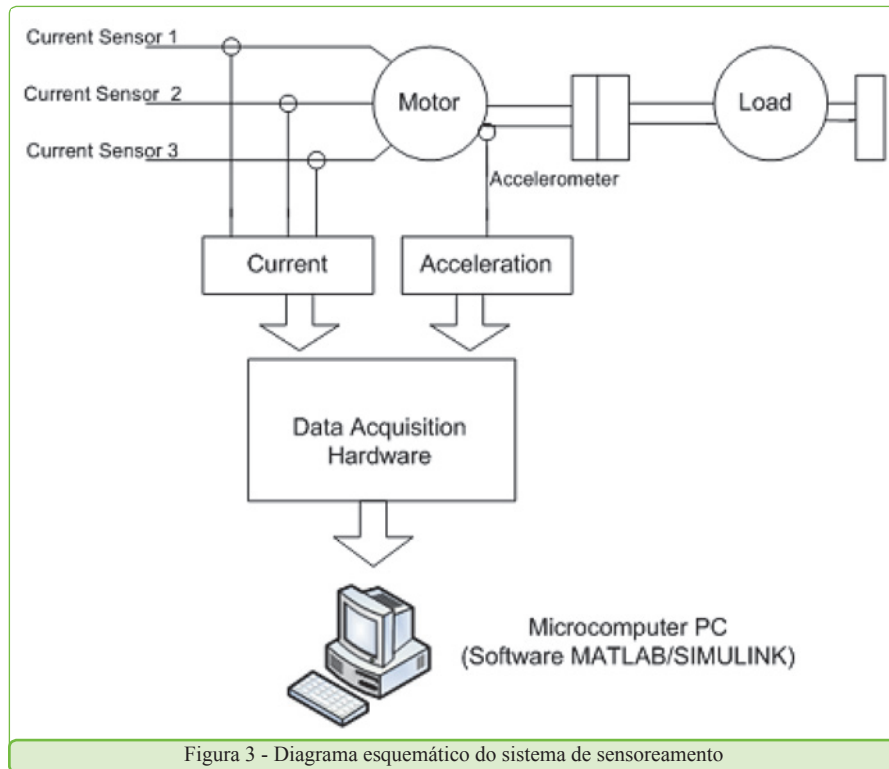 Current Sensor 1
Current Sensor 2
Current Sensor 3
Motor
Load
Accelerometer
Current
Acceleration
Data Acquisition
Hardware
Microcomputer PC
(Software MATLAB/SIMULINK)
Figura 3 - Diagrama esquemático do sistema de sensoreamento